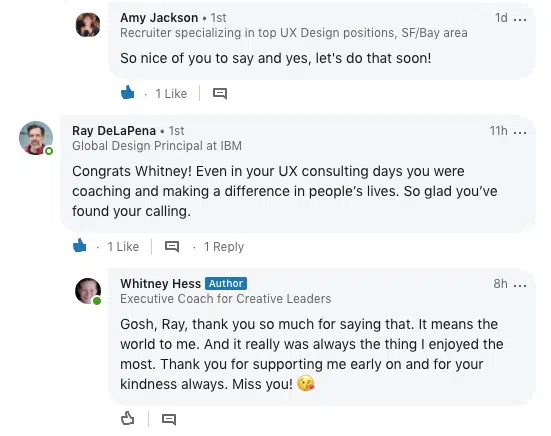 Amy Jackson • 1st 1d ...
Recruiter specializing in top UX Design positions, SF/Bay area
So nice of you to say and yes, let's do that soon!
· 1 Like
Ray DeLaPena • 1st 11h ...
Global Design Principal at IBM
Congrats Whitney! Even in your UX consulting days you were
coaching and making a difference in people’s lives. So glad you’ve
found your calling.
· 1 Like · 1 Reply
Whitney Hess Author 8h ...
Executive Coach for Creative Leaders
Gosh, Ray, thank you so much for saying that. It means the
world to me. And it really was always the thing I enjoyed the
most. Thank you for supporting me early on and for your
kindness always. Miss you! 😘